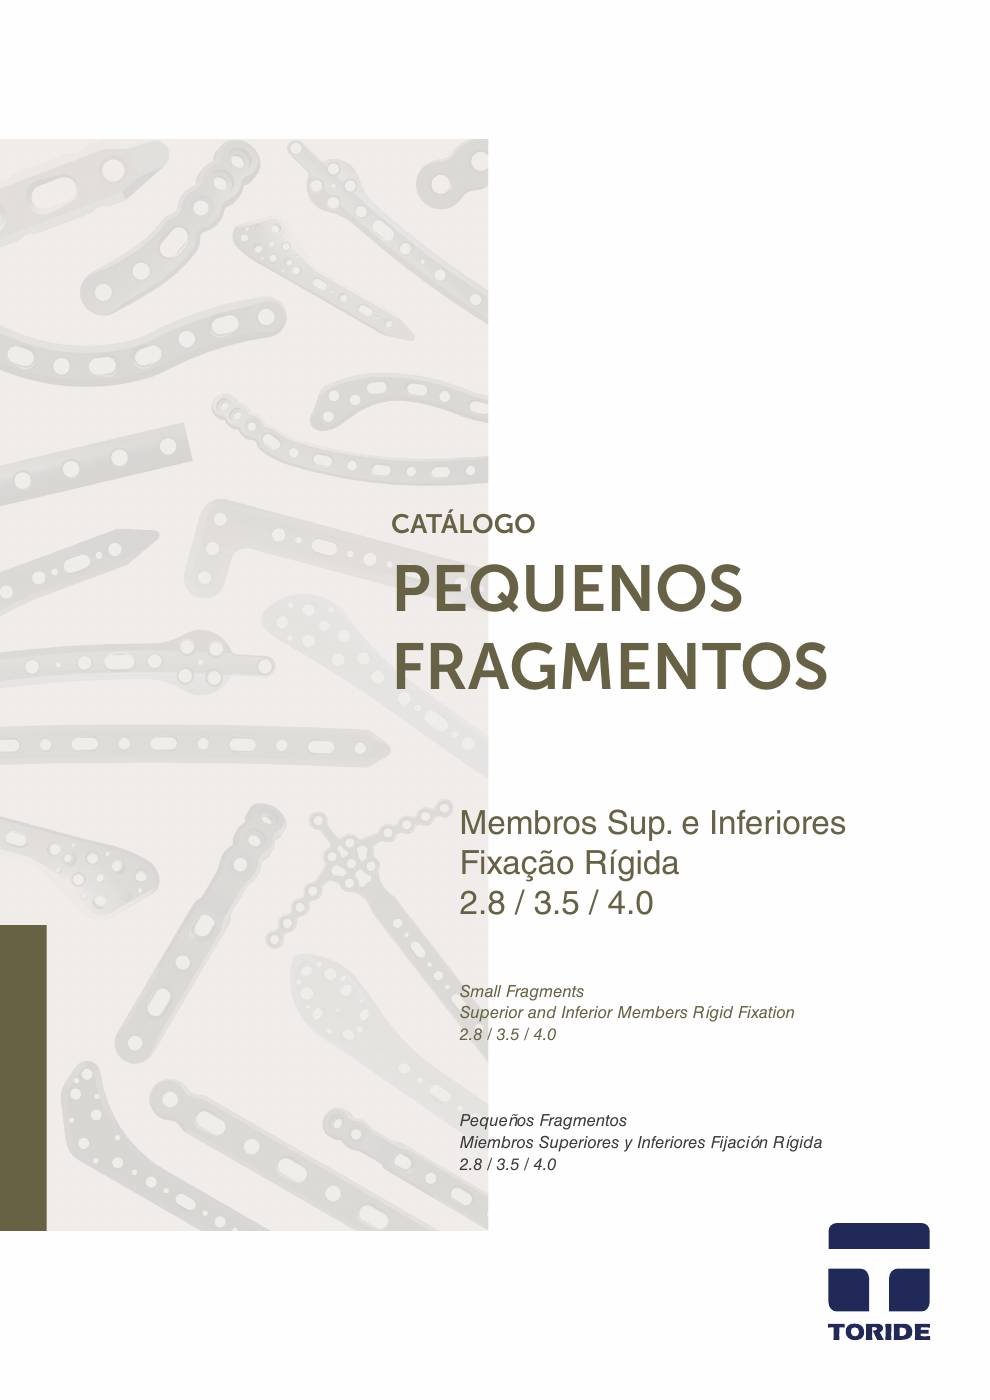 CATÁLOGO
PEQUENOS
FRAGMENTOS
Membros Sup. e Inferiores
Fixação Rígida
2.8 / 3.5 / 4.0
Small Fragments
Superior and Inferior Members Rígid Fixation
2.8 / 3.5 / 4.0
Pequeños Fragmentos
Miembros Superiores y Inferiores Fijación Rígida
2.8 / 3.5 / 4.0
TORIDE